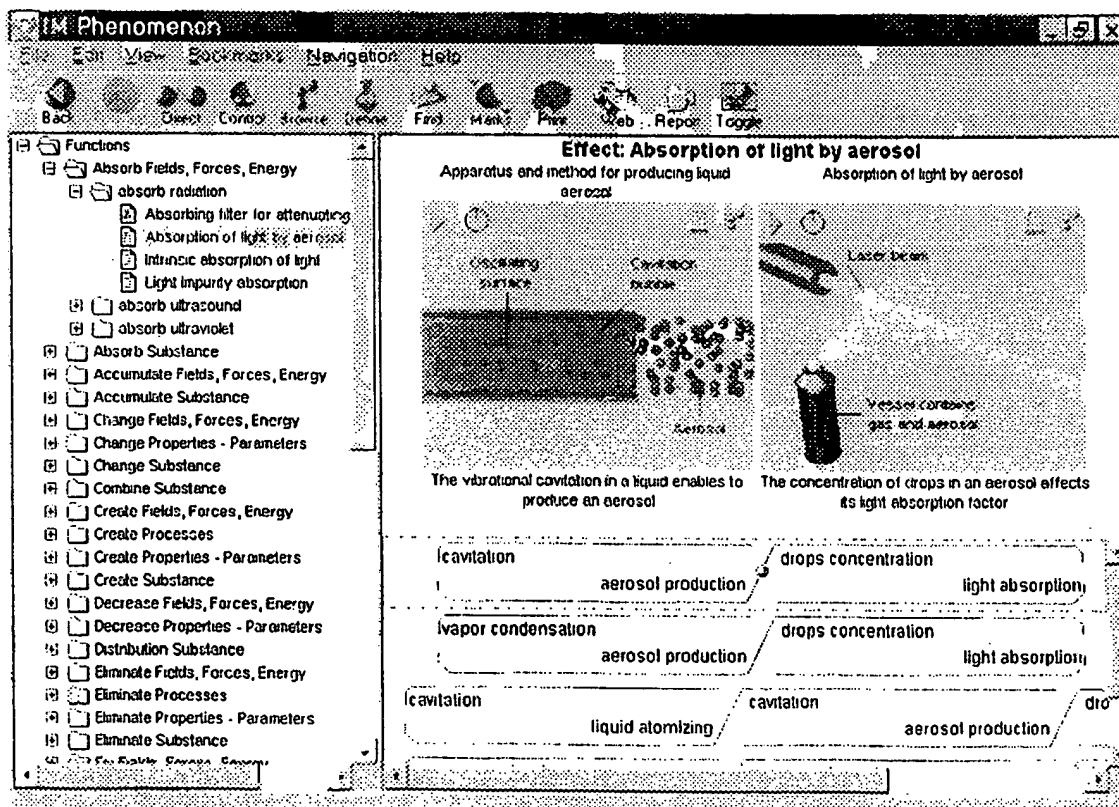 IM Phenomenon
File Edit View Bookmarks Navigation Help
Back Direct Control Browse Define Find Marks Print Web Report Toggle
Functions
Absorb Fields, Forces, Energy
absorb radiation
Absorbing filter for attenuating
Absorption of light by aerosol
Intrinsic absorption of light
Light impurity absorption
absorb ultrasound
absorb ultraviolet
Absorb Substance
Accumulate Fields, Forces, Energy
Accumulate Substance
Change Fields, Forces, Energy
Change Properties - Parameters
Change Substance
Combine Substance
Create Fields, Forces, Energy
Create Processes
Create Properties - Parameters
Create Substance
Decrease Fields, Forces, Energy
Decrease Properties - Parameters
Distribution Substance
Eliminate Fields, Forces, Energy
Eliminate Processes
Eliminate Properties - Parameters
Eliminate Substance
Effect: Absorption of light by aerosol
Apparatus and method for producing liquid
aerosol
Oscillating
surface
Cavitation
bubble
Aerosol
The vibrational cavitation in a liquid enables to
produce an aerosol
Absorption of light by aerosol
Laser beam
Vessel contains
gas and aerosol
The concentration of drops in an aerosol affects
its light absorption factor
cavitation
aerosol production
drops concentration
light absorption
vapor condensation
aerosol production
drops concentration
light absorption
cavitation
liquid atomizing
cavitation
aerosol production
dro